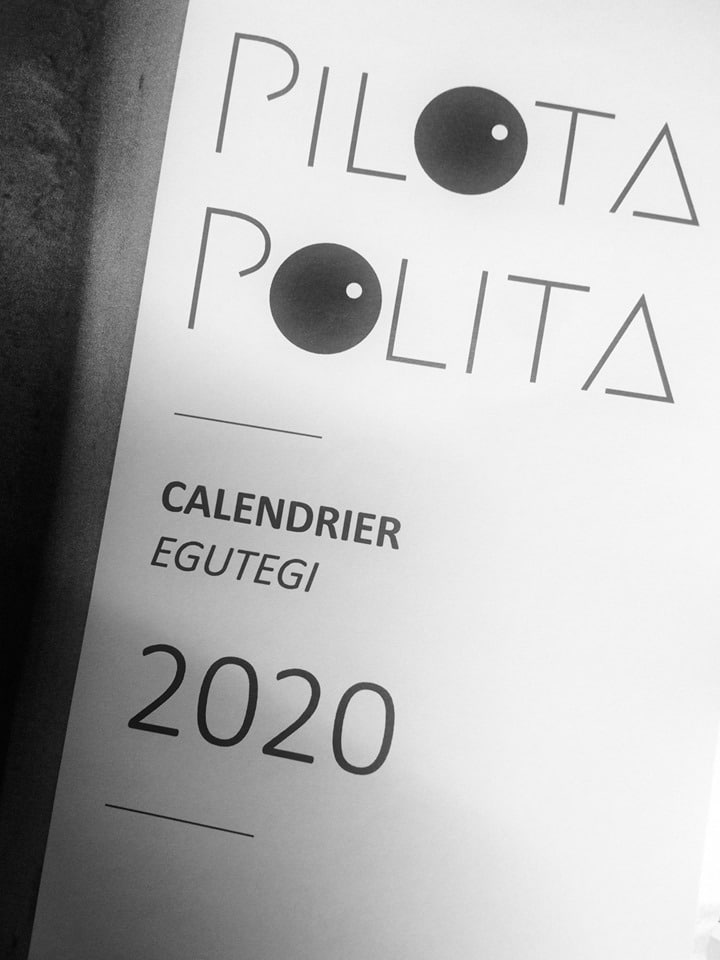 PILOTA
POLITA
CALENDRIER
EGUTEGI
2020